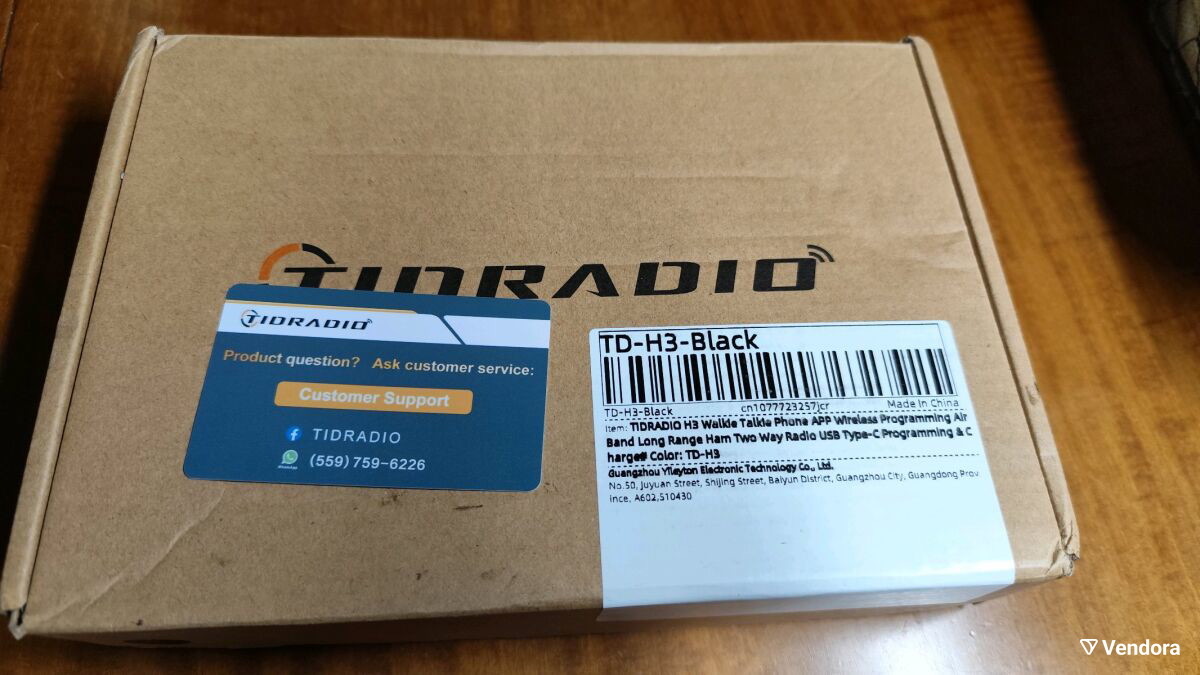 TIDRADIO
TIDRADIO
Product question? Ask customer service:
Customer Support
TIDRADIO
WhatsApp
(559)759-6226
TD-H3-Black
TD-H3-Black cn1077723257jcr Made In China
Item: TIDRADIO H3 Walkie Talkie Phone APP Wireless Programming Air
Band Long Range Ham Two Way Radio USB Type-C Programming & C
harge# Color: TD-H3
Guangzhou Yileyton Electronic Technology Co., Ltd.
No.50, Juyuan Street, Shijing Street, Baiyun District, Guangzhou City, Guangdong Prov
ince, A602,510430
Vendora